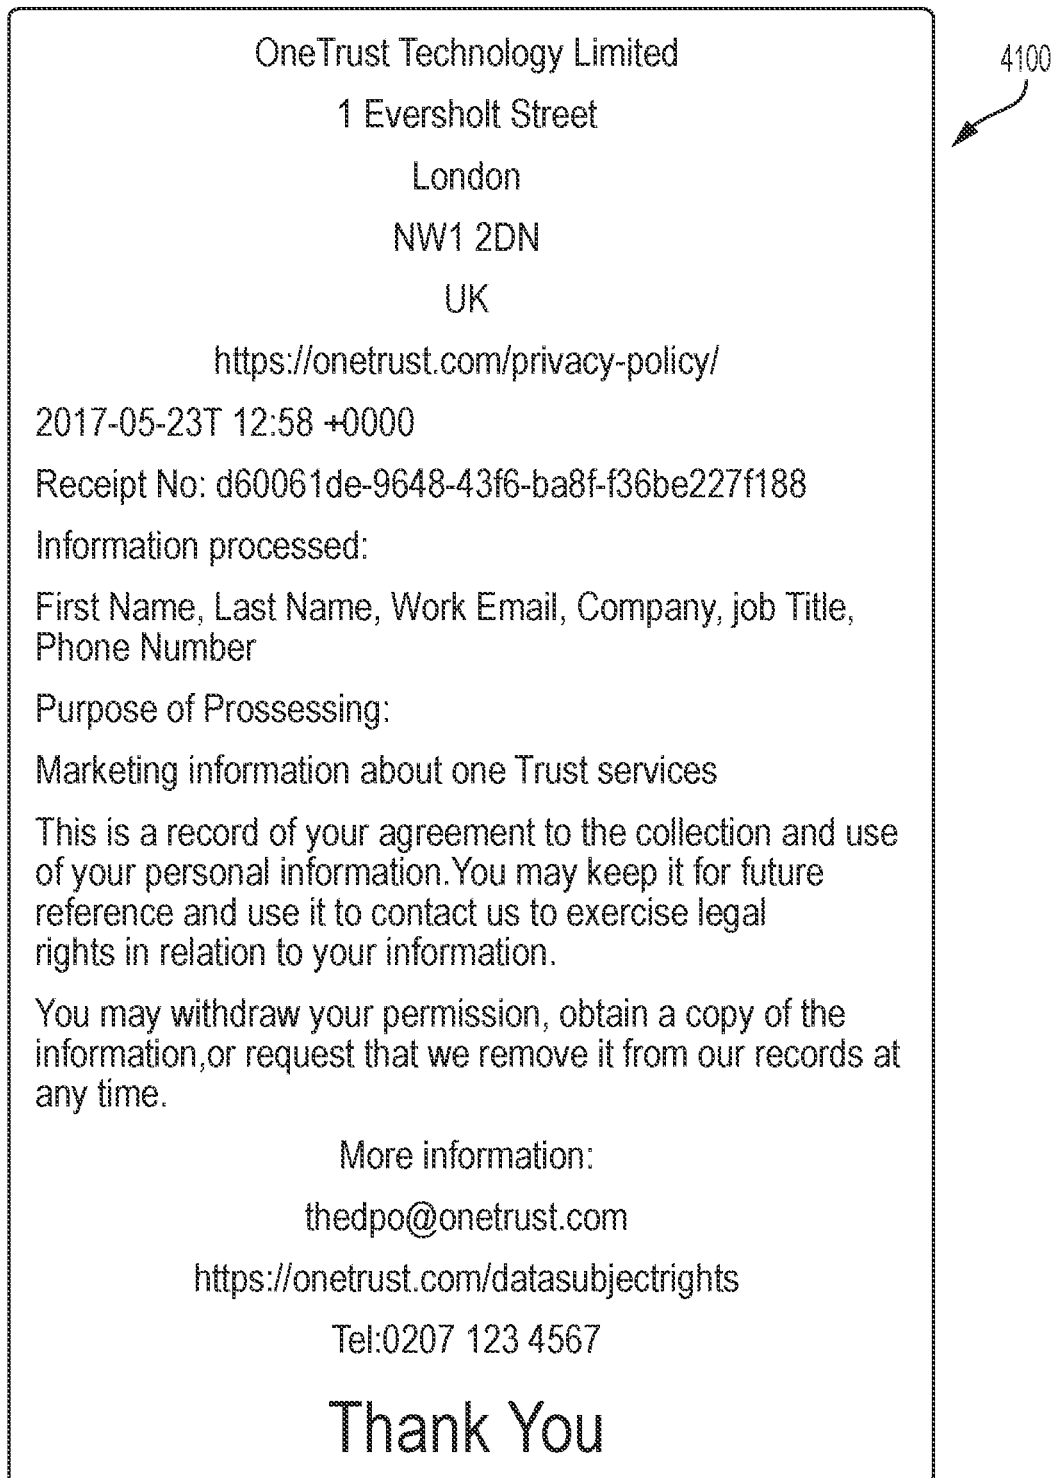 OneTrust Technology Limited
4100
1 Eversholt Street
London
NW1 2DN
UK
https://onetrust.com/privacy-policy/
2017-05-23T 12:58 +0000
Receipt No: d60061de-9648-43f6-ba8f-f36be227f188
Information processed:
First Name, Last Name, Work Email, Company, job Title,
Phone Number
Purpose of Prossessing:
Marketing information about one Trust services
This is a record of your agreement to the collection and use
of your personal information.You may keep it for future
reference and use it to contact us to exercise legal
rights in relation to your information.
You may withdraw your permission, obtain a copy of the
information,or request that we remove it from our records at
any time.
More information:
thedpo@onetrust.com
https://onetrust.com/datasubjectrights
Tel:0207 123 4567
Thank You